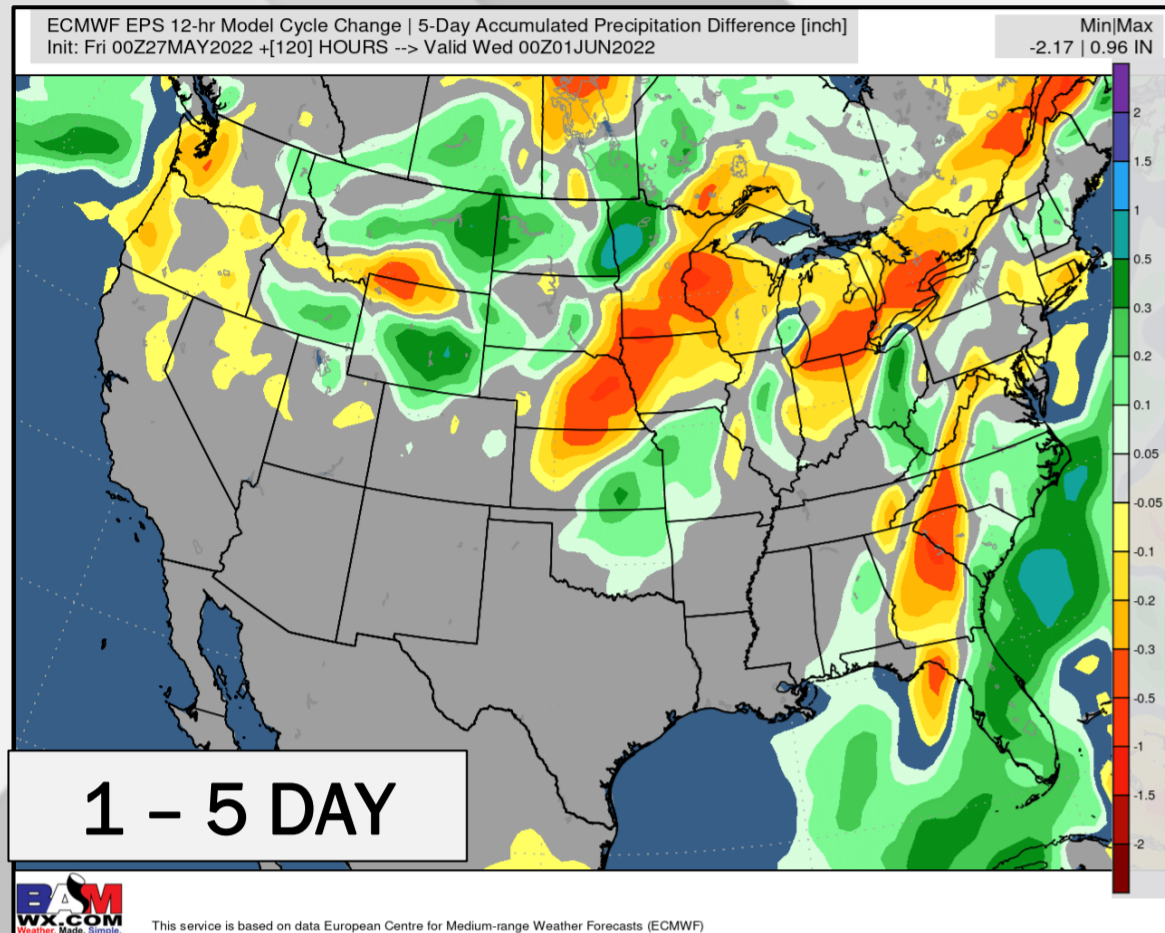 ECMWF EPS 12-hr Model Cycle Change | 5-Day Accumulated Precipitation Difference [inch]
Init: Fri 00Z27MAY2022 +[120] HOURS --> Valid Wed 00Z01JUN2022
Min|Max
-2.17 | 0.96 IN
2
1.5
1
0.5
0.3
0.2
0.1
0.05
-0.05
-0.1
-0.2
-0.3
-0.5
-1
-1.5
-2
1 – 5 DAY
BAM
WX.COM
Weather. Made. Simple.
This service is based on data European Centre for Medium-range Weather Forecasts (ECMWF)